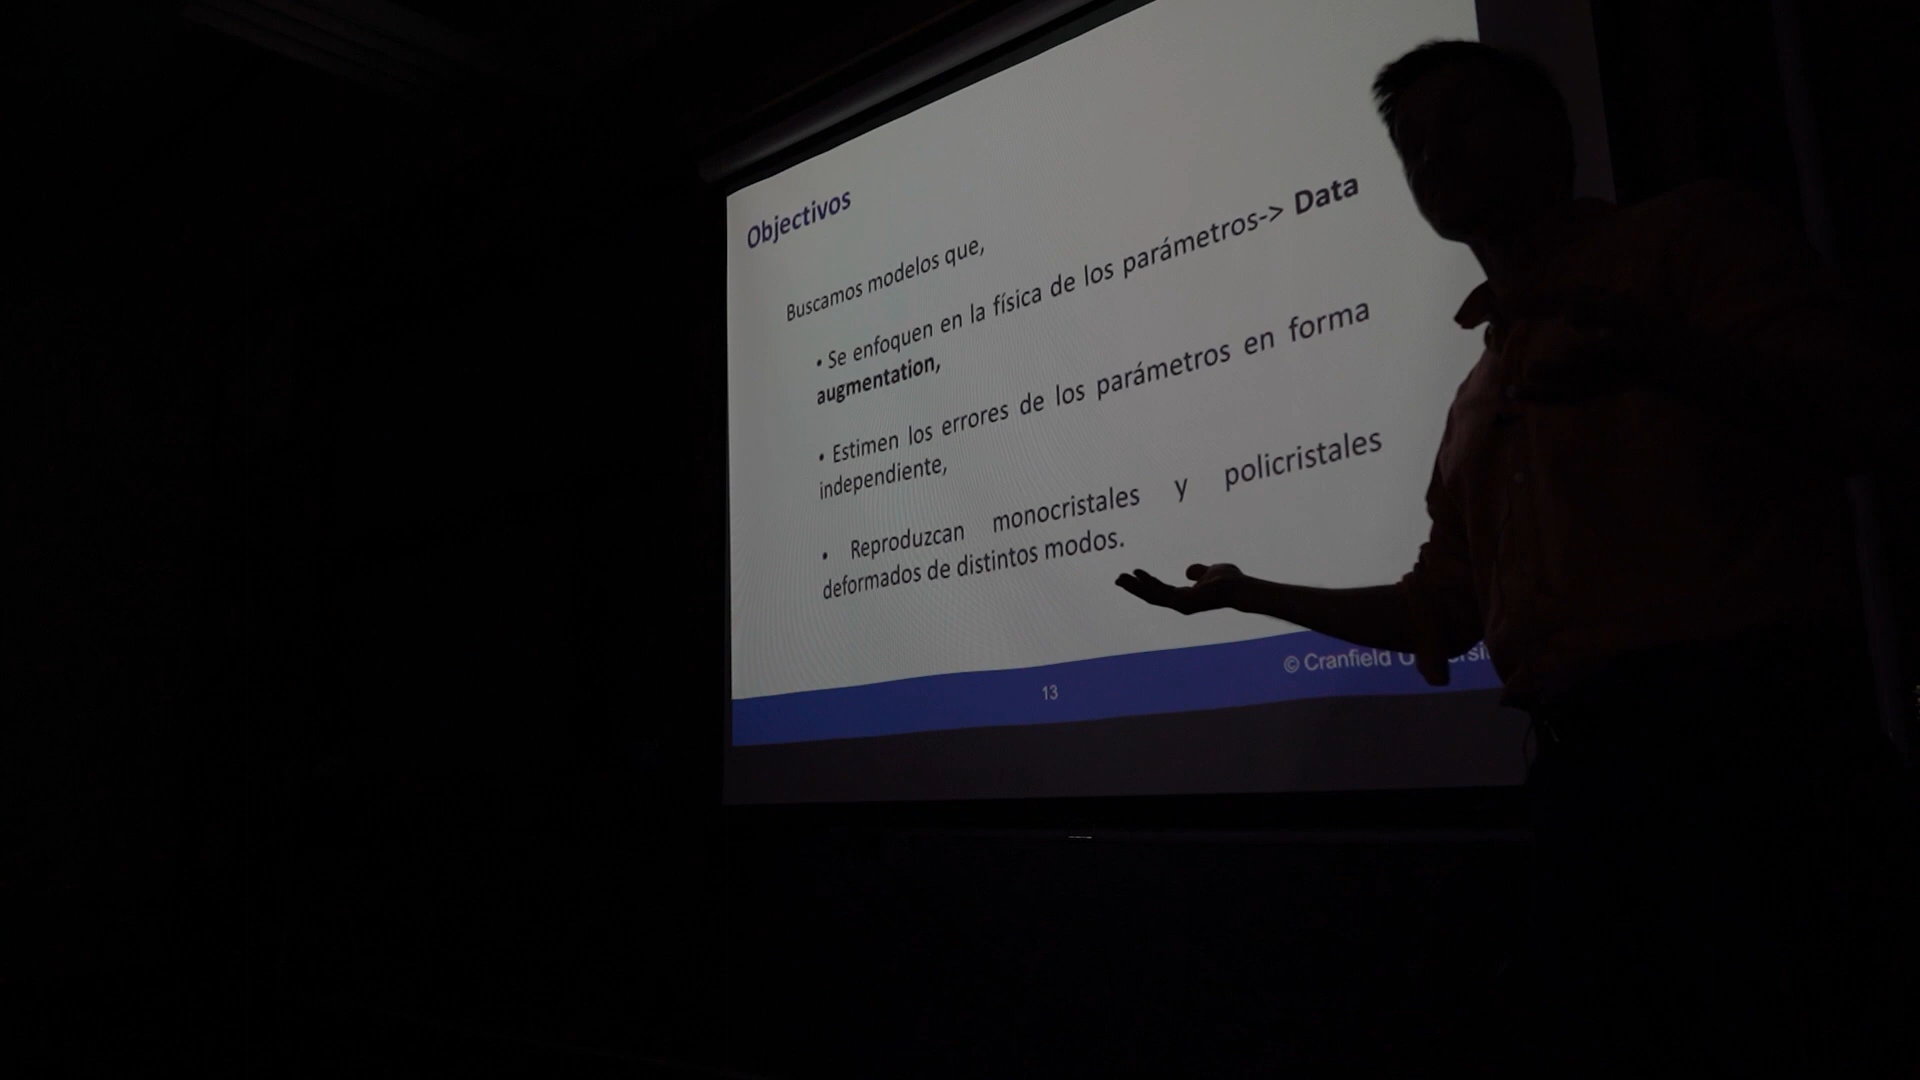 Objectivos
Buscamos modelos que,
• Se enfoquen en la física de los parámetros-> Data
augmentation,
• Estimen los errores de los parámetros en forma
independiente,
• Reproduzcan monocristales y policristales
deformados de distintos modos.
© Cranfield
13